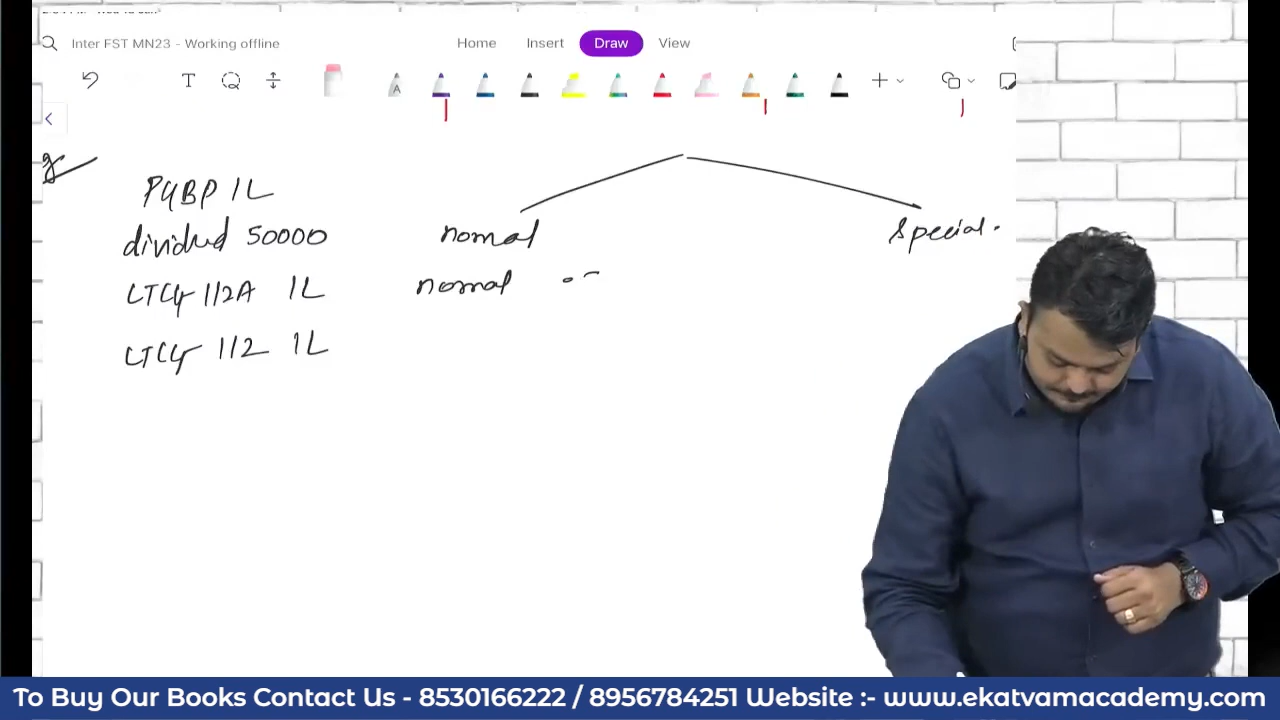 Inter FST MN23 - Working offline
Home Insert Draw View
T
A
PGBP 1L
dividend 50000
LTCG 112A 1L
LTCG 112 1L
normal
normal
Special.
To Buy Our Books Contact Us - 8530166222 / 8956784251 Website :- www.ekatvamacademy.com